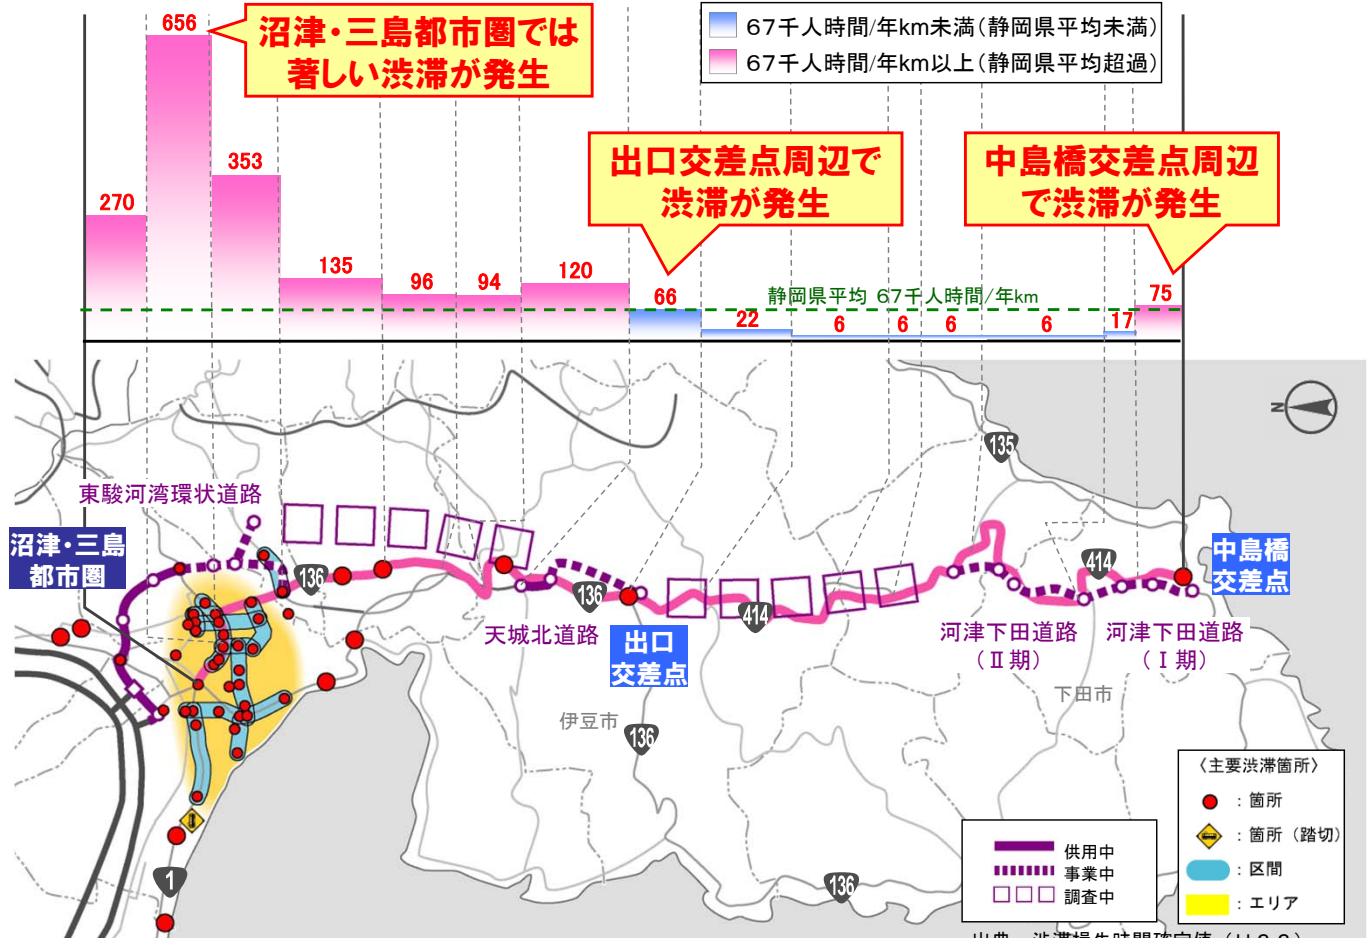 656
沼津・三島都市圏では
著しい渋滞が発生
67千人時間/年km未満(静岡県平均未満)
67千人時間/年km以上(静岡県平均超過)
353
270
出口交差点周辺で
渋滞が発生
中島橋交差点周辺
で渋滞が発生
135
96
94
120
66
静岡県平均 67千人時間/年km
22
6
6
6
6
17
75
N
135
東駿河湾環状道路
沼津・三島
都市圏
136
136
414
414
中島橋
交差点
天城北道路
出口
交差点
河津下田道路
(Ⅱ期)
河津下田道路
(Ⅰ期)
下田市
伊豆市
136
136
1
〈主要渋滞箇所〉
：箇所
：箇所（踏切）
：区間
：エリア
供用中
事業中
調査中